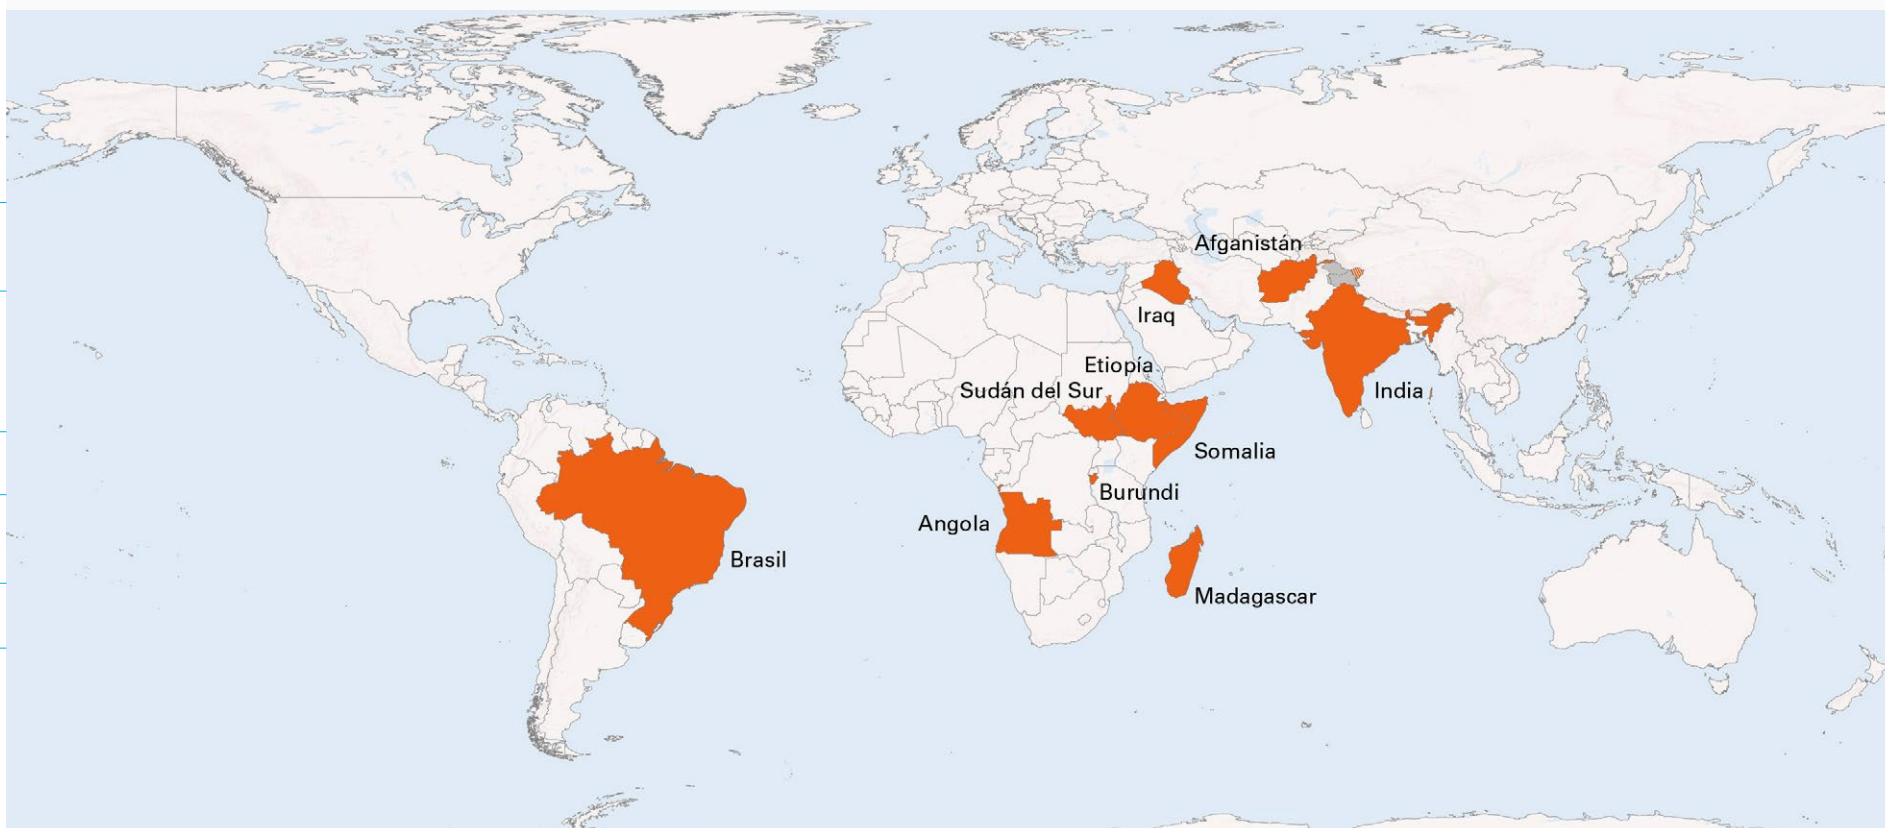 Afganistán
Iraq
Etiopía
Sudán del Sur
India
Somalia
Burundi
Angola
Brasil
Madagascar